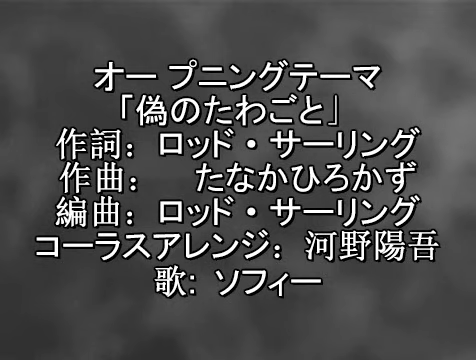 オー プニングテーマ
「偽のたわごと」
作詞： ロッド・サーリング
作曲：　 たなかひろかず
編曲：ロッド・サーリング
コーラスアレンジ： 河野陽吾
歌： ソフィー